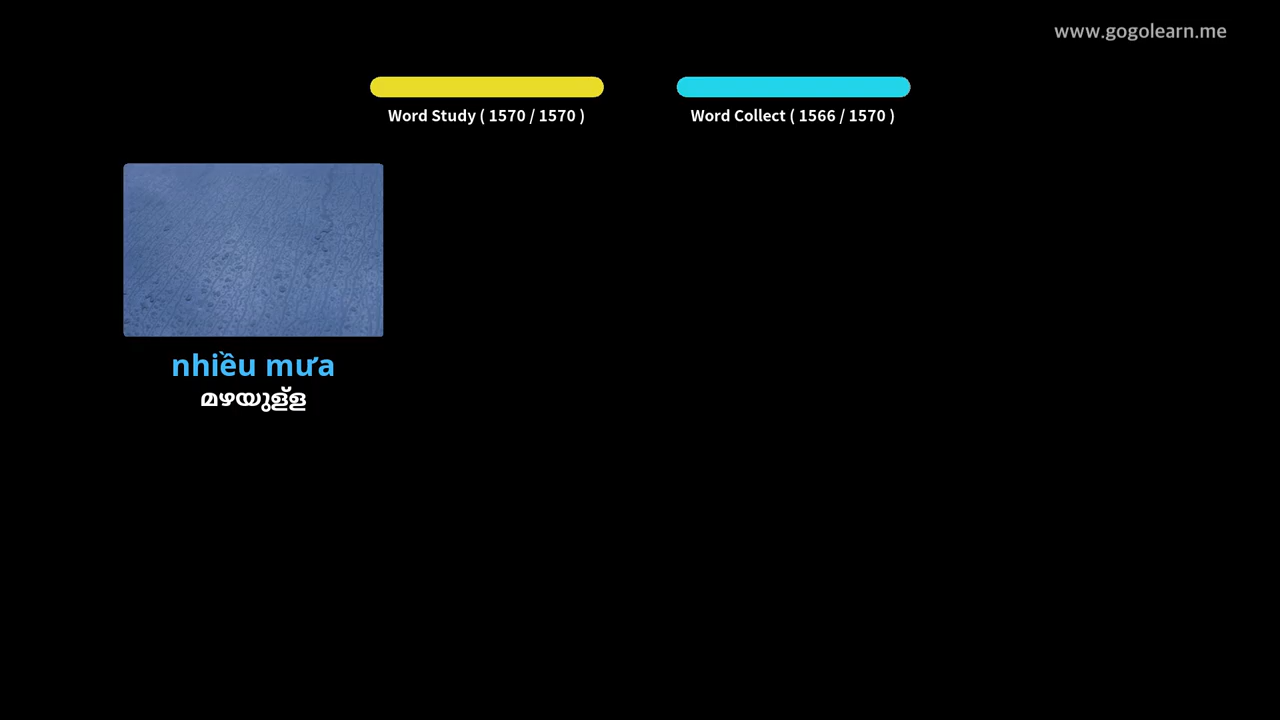 www.gogolearn.me
Word Study ( 1570 / 1570 )
Word Collect ( 1566 / 1570 )
nhiều mưa
മഴയുള്ള